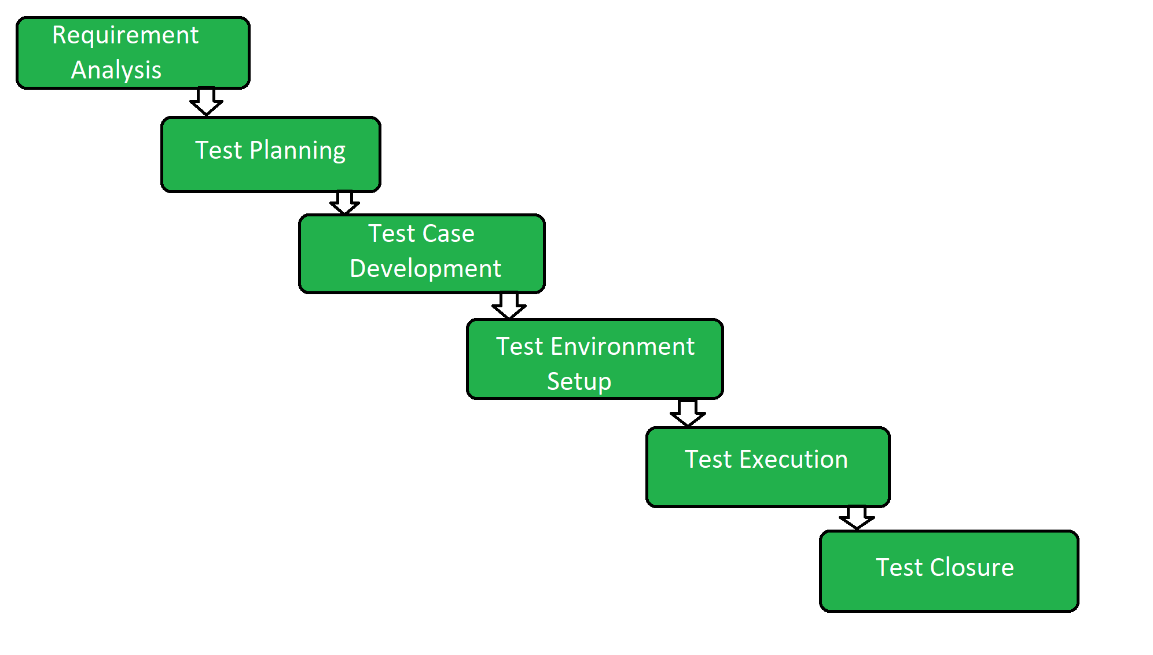 Requirement
Analysis
Test Planning
Test Case
Development
Test Environment
Setup
Test Execution
Test Closure